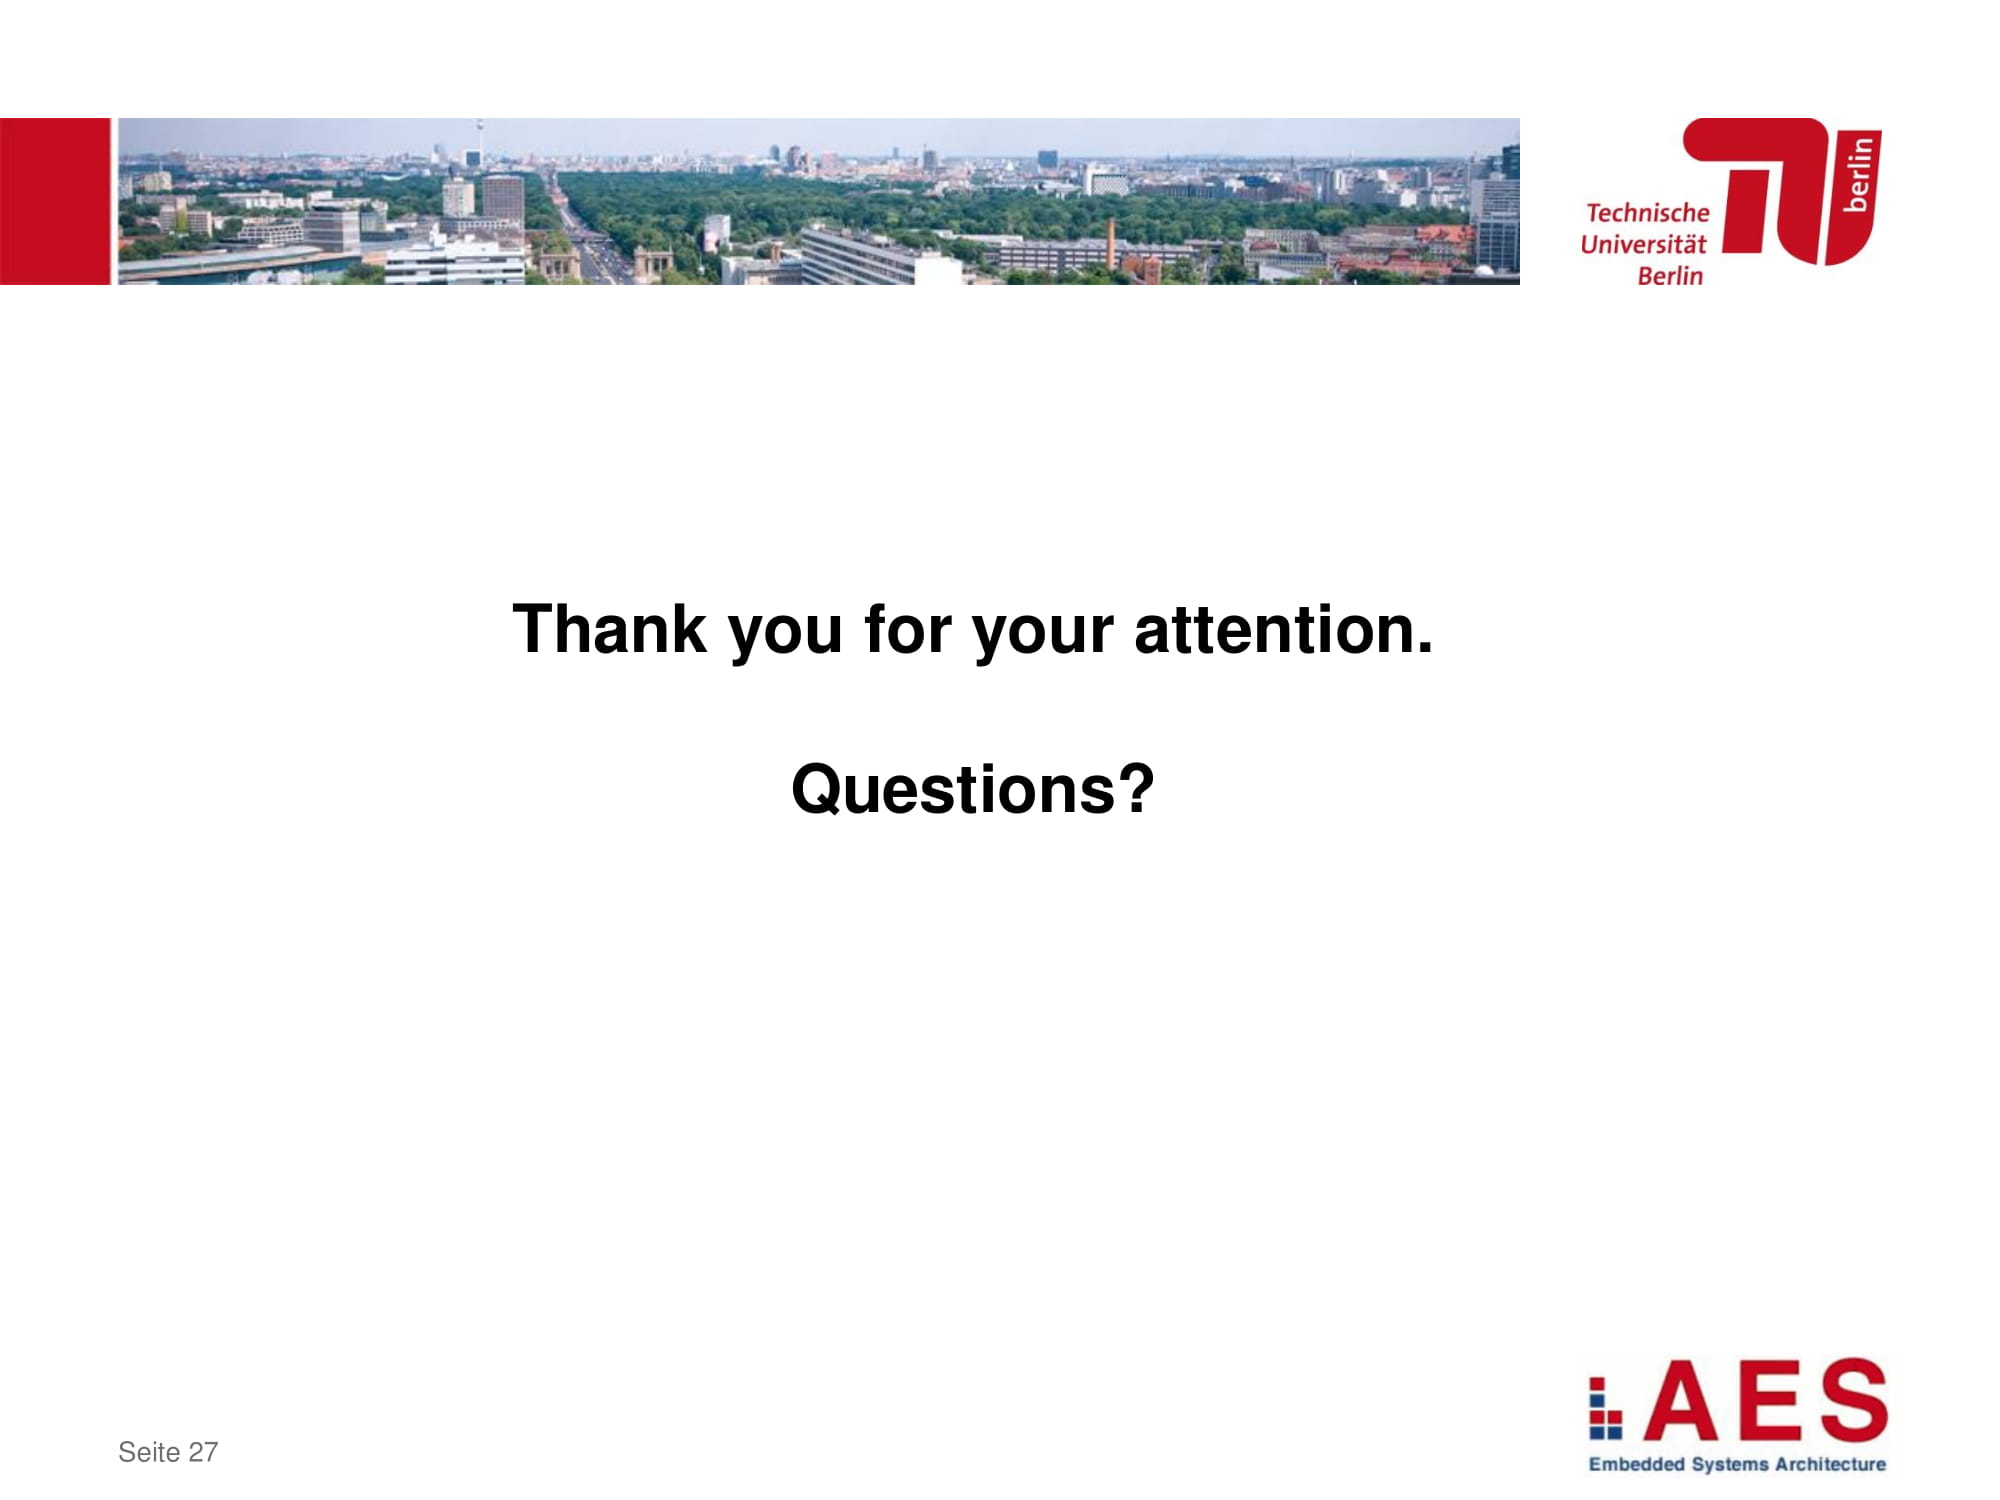 berlin
Technische
Universität
Berlin
Thank you for your attention.
Questions?
AES
Embedded Systems Architecture
Seite 27